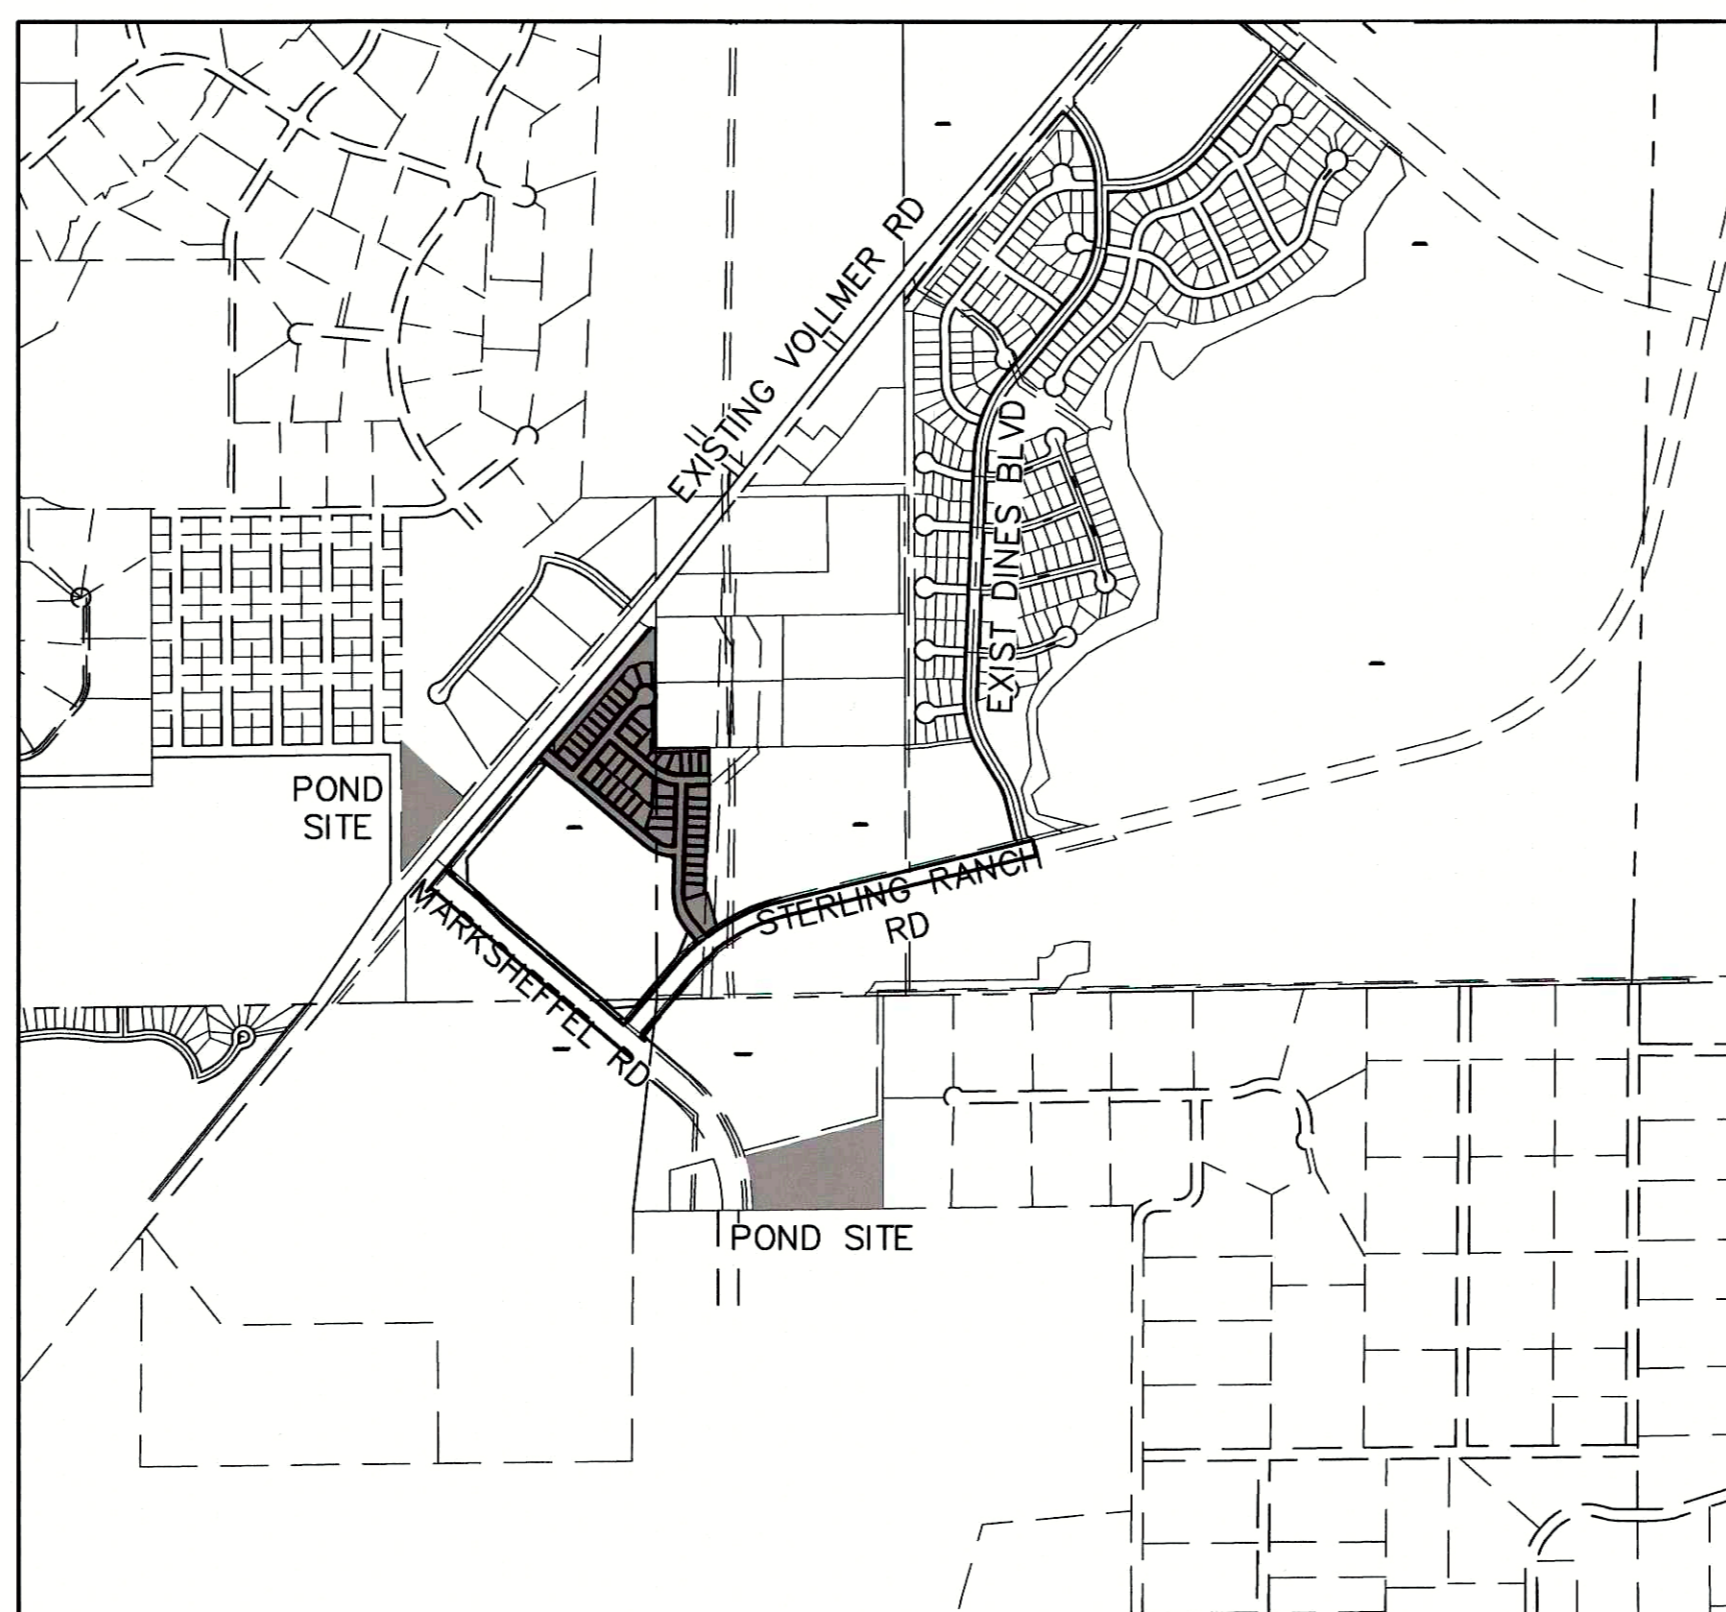 EXISTING VOLLMER RD
EXIST DINES BLVD
POND
SITE
STERLING RANCH
RD
MARKSHEFFEL RD
POND SITE